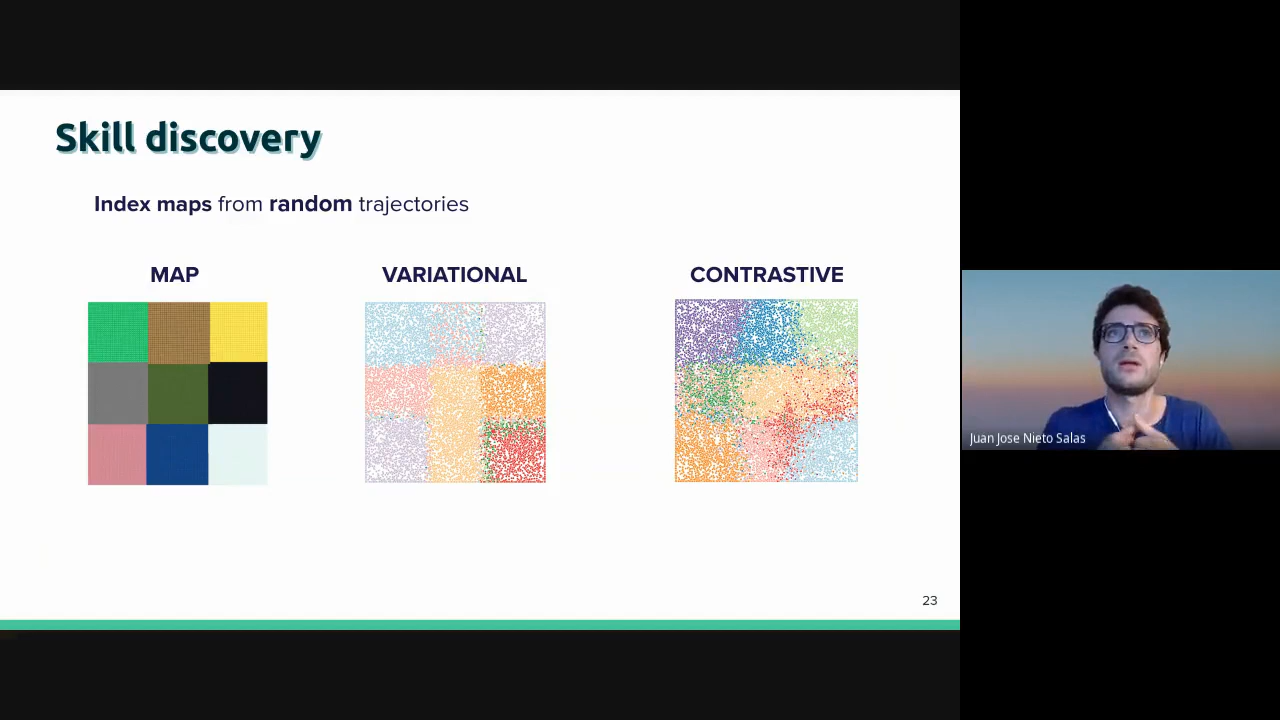 Skill discovery
Index maps from random trajectories
MAP
VARIATIONAL
CONTRASTIVE
Juan Jose Nieto Salas
23